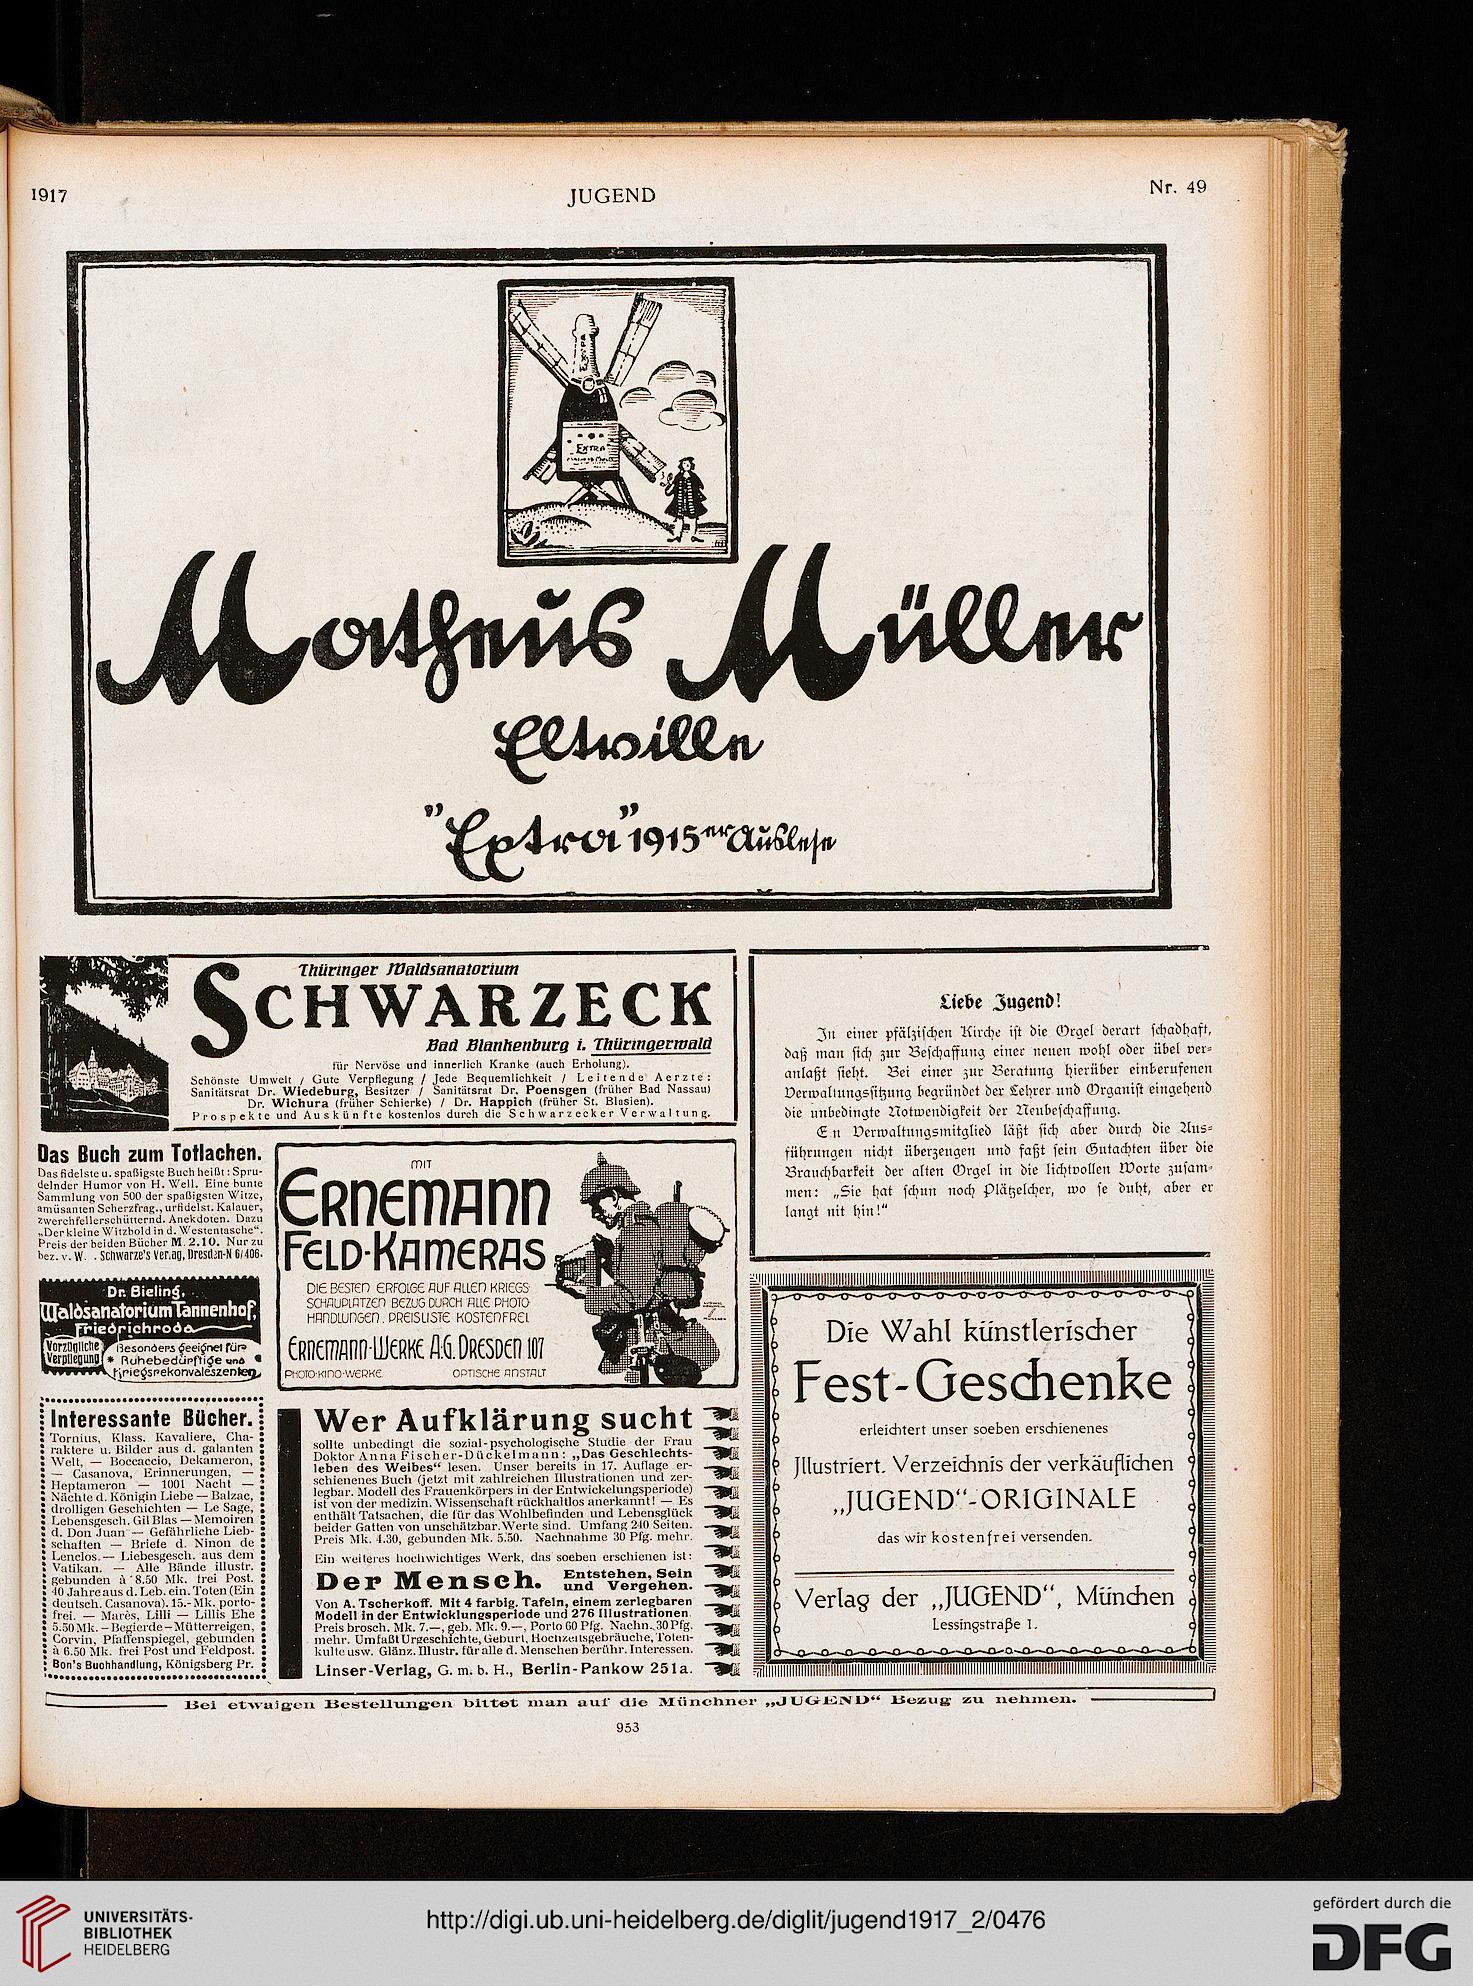 1917
JUGEND
Nr. 49
EXTRA
EXTRA
Matheus Müller
Eltville
"Extra" 1915er Auslese
Thüringer Waldsanatorium
SCHWARZECK
Bad Blankenburg i. Thüringerwald
für Nervöse und innerlich Kranke (auch Erholung).
Schönste Umwelt / Gute Verpflegung / Jede Bequemlichkeit / Leitende Aerzte:
Sanitätsrat Dr. Wiedeburg, Besitzer / Sanitätsrat Dr. Poensgen (früher Bad Nassau)
Dr. Wichura (früher Schierke) / Dr. Happich (früher St. Blasien).
Prospekte und Auskünfte kostenlos durch die Schwarzecker Verwaltung.
Das Buch zum Totlachen.
Das fidelste u. spaßigste Buch heißt: Spru-
delnder Humor von H. Well. Eine bunte
Sammlung von 500 der spaßigsten Witze,
amüsanten Scherzfrag., urfidelst. Kalauer,
zwerchfellerschütternd. Anekdoten. Dazu
„Der kleine Witzbold in d. Westentasche“.
Preis der beiden Bücher M. 2.10. Nur zu
bez. v. W. . Schwarze's Verlag, Dresden-N 6/406.
Dr. Bieling,
Waldsanatorium Tannenhof,
Friedrichroda
Vorzügliche
Verpflegung
Besonders geeignet für
* Ruhebedürftige und
Kriegsrekonvaleszenten.
Interessante Bücher.
Tornius, Klass. Kavaliere, Cha-
raktere u. Bilder aus d. galanten
Welt, — Boccaccio, Dekameron,
— Casanova, Erinnerungen, —
Heptameron — 1001 Nacht —
Nächte d. Königin Liebe — Balzac,
drolligen Geschichten — Le Sage,
Lebensgesch. Gil Blas — Memoiren
d. Don Juan — Gefährliche Lieb-
schaften — Briefe d. Ninon de
Lenclos. — Liebesgesch. aus dem
Vatikan. — Alle Bände illustr.
gebunden à 8.50 Mk. frei Post.
40 Jahre aus d. Leb. ein. Toten (Ein
deutsch. Casanova). 15.- Mk. porto-
frei. — Marès, Lilli — Lillis Ehe
5.50 Mk. – Begierde – Mütterreigen,
Corvin, Pfaffenspiegel, gebunden
à 6.50 Mk. frei Post und Feldpost.
Bon's Buchhandlung, Königsberg Pr.
MIT
ERNEMANN
FELD-KAMERAS
DIE BESTEN ERFOLGE AUF ALLEN KRIEGS
SCHAUPLATZEN BEZUG DURCH ALLE PHOTO
HANDLUNGEN. PREISLISTE KOSTENFREI.
ERNEMANN-WERKE A.G. DRESDEN 107
PHOTO-KINO-WERKE. OPTISCHE ANSTALT
Wer Aufklärung sucht
sollte unbedingt die sozial-psychologische Studie der Frau
Doktor Anna Fischer-Dückelmann: „Das Geschlechts-
leben des Weibes“ lesen. Unser bereits in 17. Auflage er-
schienenes Buch (jetzt mit zahlreichen Illustrationen und zer-
legbar. Modell des Frauenkörpers in der Entwickelungsperiode)
ist von der medizin. Wissenschaft rückhaltlos anerkannt! — Es
enthält Tatsachen, die für das Wohlbefinden und Lebensglück
beider Gatten von unschätzbar. Werte sind. Umfang 240 Seiten.
Preis Mk. 4.30, gebunden Mk. 5.50. Nachnahme 30 Pfg. mehr.
Ein weiteres hochwichtiges Werk, das soeben erschienen ist:
Der Mensch. Entstehen, Sein
und Vergehen.
Von A. Tscherkoff. Mit 4 farbig. Tafeln, einem zerlegbaren
Modell in der Entwicklungsperiode und 276 Illustrationen
Preis brosch. Mk. 7.—, geb. Mk. 9.—, Porto 60 Pfg. Nachn. 30 Pfg.
mehr. Umfaßt Urgeschichte, Geburt, Hochzeitsgebräuche, Toten-
kulte usw. Glänz. Illustr. für alle d. Menschen berühr. Interessen.
Linser-Verlag, G. m. b. H., Berlin-Pankow 251a.
Liebe Jugend!
In einer pfälzischen Kirche ist die Orgel derart schadhaft,
daß man sich zur Beschaffung einer neuen wohl oder übel ver-
anlaßt sieht. Bei einer zur Beratung hierüber einberufenen
Verwaltungssitzung begründet der Lehrer und Organist eingehend
die unbedingte Notwendigkeit der Neubeschaffung.
E n Verwaltungsmitglied läßt sich aber durch die Aus-
führungen nicht überzeugen und faßt sein Gutachten über die
Brauchbarkeit der alten Orgel in die lichtvollen Worte zusam-
men: „Sie hat schun noch Plätzelcher, wo se duht, aber er
langt nit hin!“
Die Wahl künstlerischer
Fest-Geschenke
erleichtert unser soeben erschienenes
Jllustriert. Verzeichnis der verkäuflichen
„JUGEND“-ORIGINALE
das wir kostenfrei versenden.
Verlag der „JUGEND“, München
Lessingstraße 1.
Bei etwaigen Bestellungen bittet man auf die Münchner „JUGEND“ Bezug zu nehmen.
953
UNIVERSITÄTS-
BIBLIOTHEK
HEIDELBERG
http://digi.ub.uni-heidelberg.de/diglit/jugend1917_2/0476
gefördert durch die
DFG